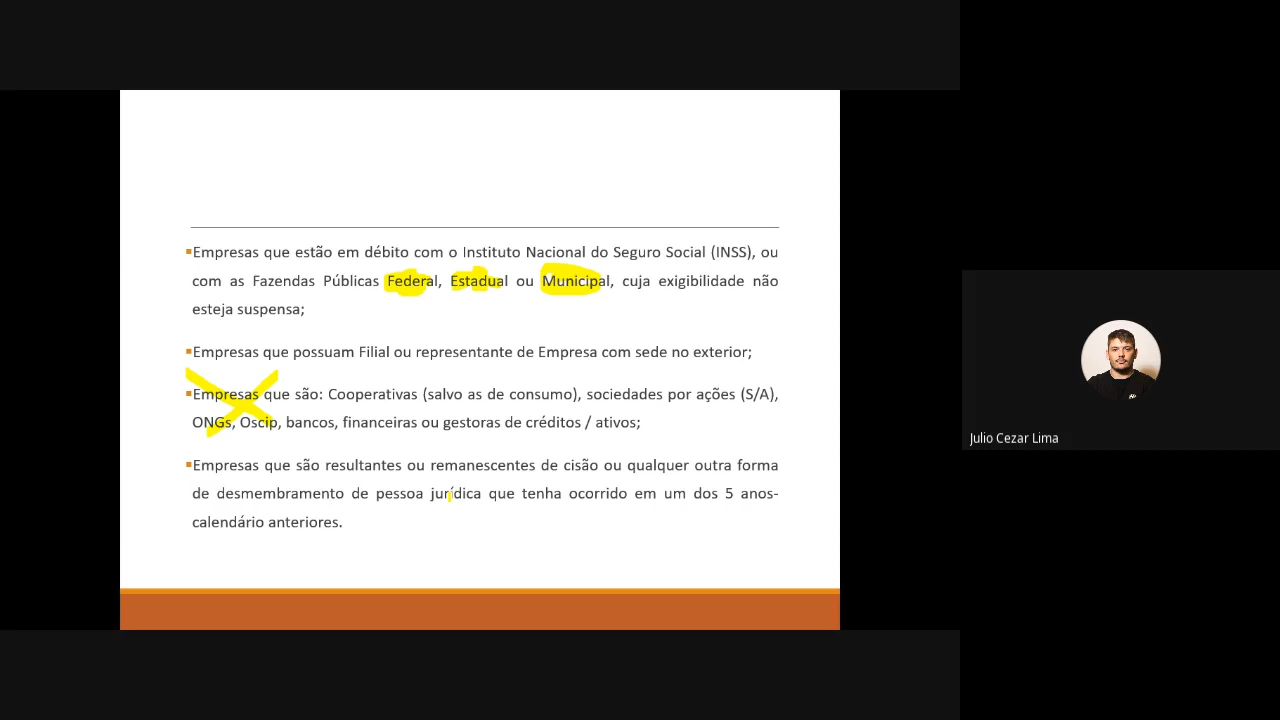 Empresas que estão em débito com o Instituto Nacional do Seguro Social (INSS), ou
com as Fazendas Públicas Federal, Estadual ou Municipal, cuja exigibilidade não
esteja suspensa;
Empresas que possuam Filial ou representante de Empresa com sede no exterior;
Empresas que são: Cooperativas (salvo as de consumo), sociedades por ações (S/A),
ONGs, Oscip, bancos, financeiras ou gestoras de créditos / ativos;
Empresas que são resultantes ou remanescentes de cisão ou qualquer outra forma
de desmembramento de pessoa jurídica que tenha ocorrido em um dos 5 anos-
calendário anteriores.
Julio Cezar Lima